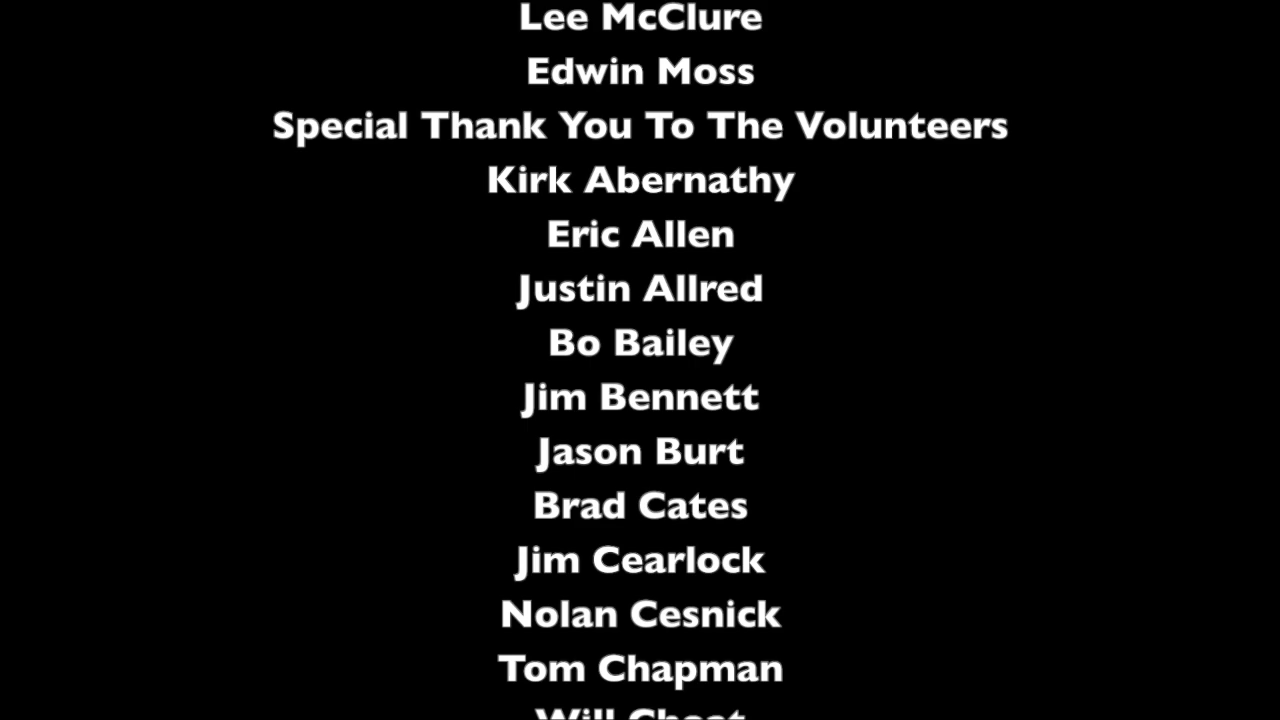 Lee McClure
Edwin Moss
Special Thank You To The Volunteers
Kirk Abernathy
Eric Allen
Justin Allred
Bo Bailey
Jim Bennett
Jason Burt
Brad Cates
Jim Cearlock
Nolan Cesnick
Tom Chapman
Will